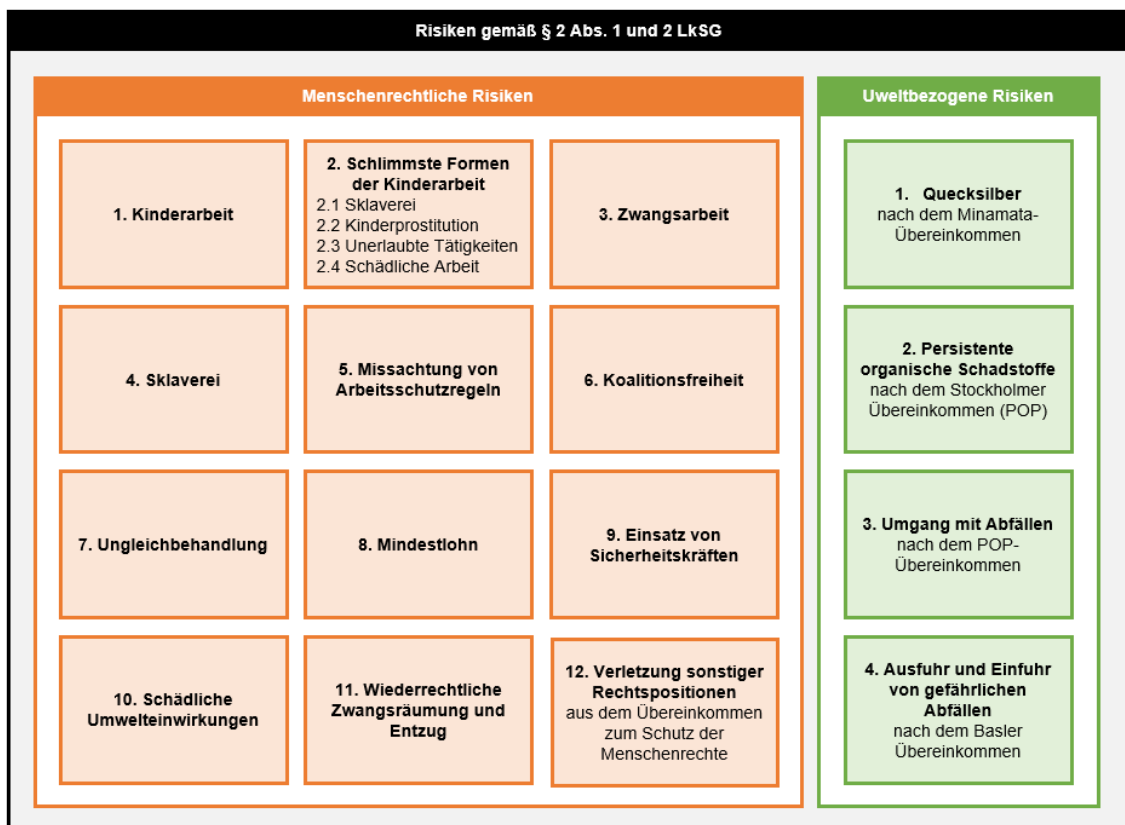 Risiken gemäß § 2 Abs. 1 und 2 LkSG
Menschenrechtliche Risiken
1. Kinderarbeit
2. Schlimmste Formen
der Kinderarbeit
2.1 Sklaverei
2.2 Kinderprostitution
2.3 Unerlaubte Tätigkeiten
2.4 Schädliche Arbeit
3. Zwangsarbeit
4. Sklaverei
5. Missachtung von
Arbeitsschutzregeln
6. Koalitionsfreiheit
7. Ungleichbehandlung
8. Mindestlohn
9. Einsatz von
Sicherheitskräften
10. Schädliche
Umwelteinwirkungen
11. Wiederrechtliche
Zwangsräumung und
Entzug
12. Verletzung sonstiger
Rechtspositionen
aus dem Übereinkommen
zum Schutz der
Menschenrechte
Uweltbezogene Risiken
1. Quecksilber
nach dem Minamata-
Übereinkommen
2. Persistente
organische Schadstoffe
nach dem Stockholmer
Übereinkommen (POP)
3. Umgang mit Abfällen
nach dem POP-
Übereinkommen
4. Ausfuhr und Einfuhr
von gefährlichen
Abfällen
nach dem Basler
Übereinkommen